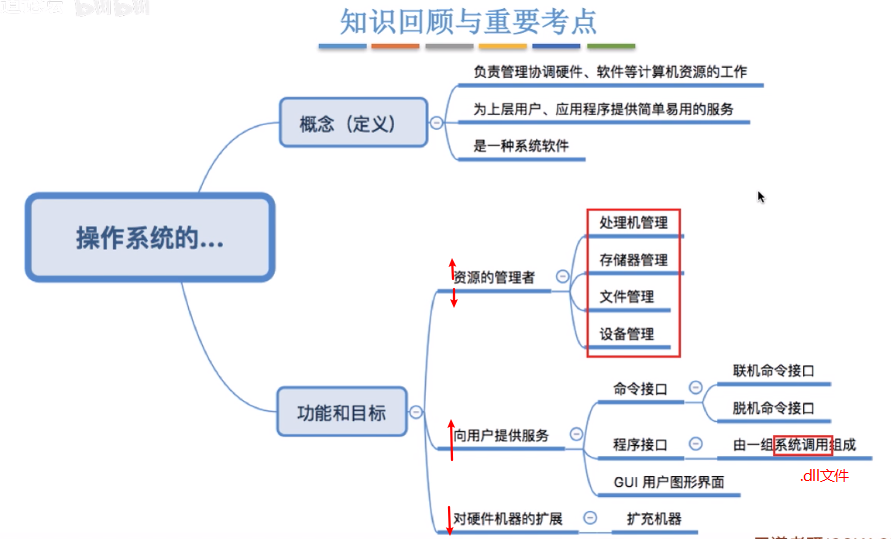 知识回顾与重要考点
负责管理协调硬件、软件等计算机资源的工作
概念（定义）
为上层用户、应用程序提供简单易用的服务
是一种系统软件
操作系统的...
处理机管理
存储器管理
资源的管理者
文件管理
设备管理
功能和目标
联机命令接口
命令接口
脱机命令接口
向用户提供服务
程序接口
由一组系统调用组成
.dll文件
GUI 用户图形界面
对硬件机器的扩展
扩充机器